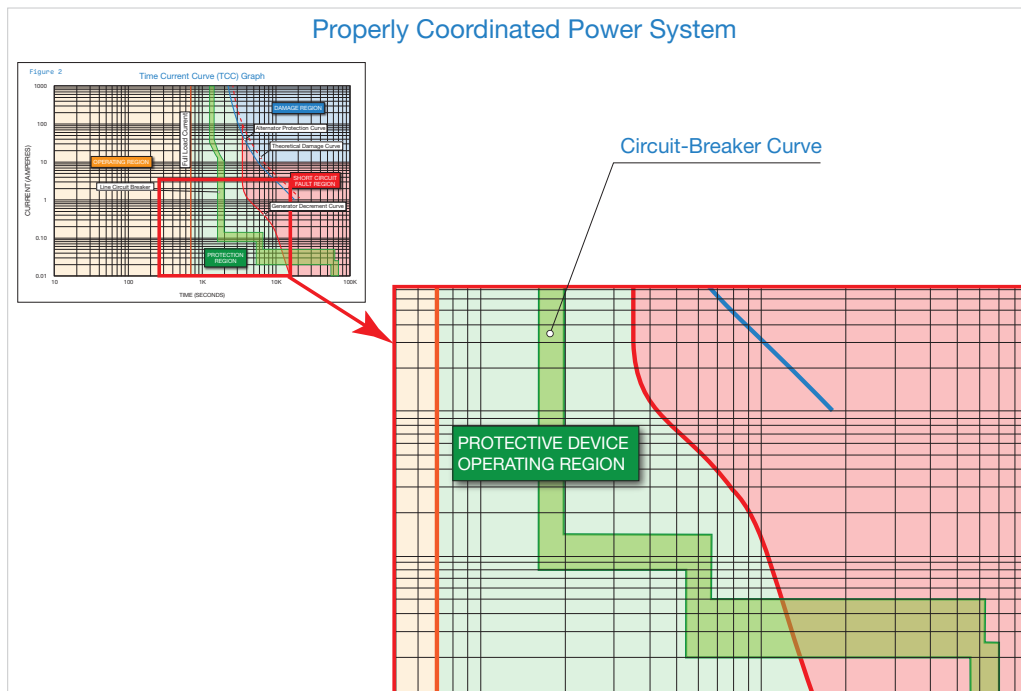 Properly Coordinated Power System
Figure 2
Time Current Curve (TCC) Graph
CURRENT (AMPERES)
1000
100
10
1
0.10
0.01
Full Load Current
DAMAGE REGION
Alternator Protection Curve
Theoretical Damage Curve
OPERATING REGION
SHORT CIRCUIT
FAULT REGION
Line Circuit Breaker
Generator Decrement Curve
PROTECTION
REGION
10
100
1K
10K
100K
TIME (SECONDS)
Circuit-Breaker Curve
PROTECTIVE DEVICE
OPERATING REGION